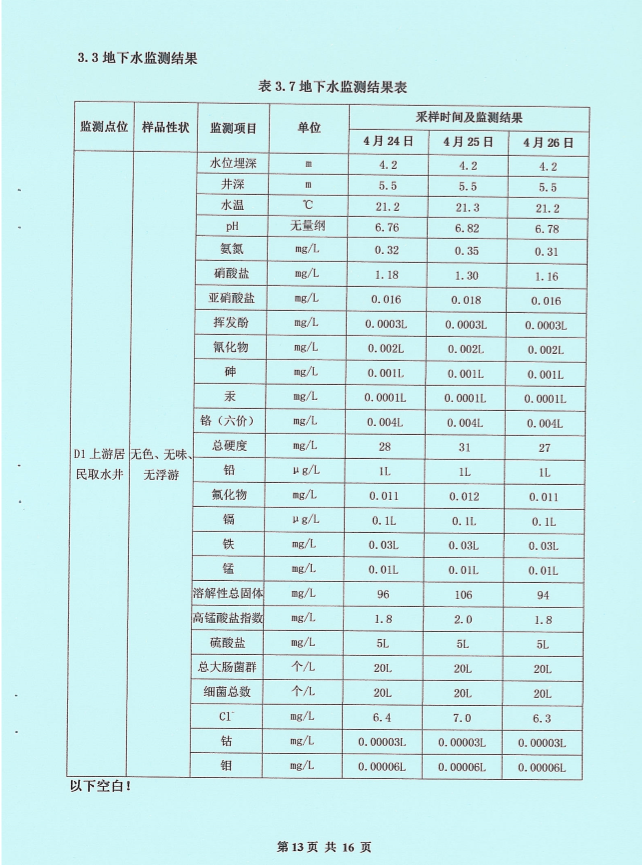 3.3 地下水监测结果
表 3.7 地下水监测结果表
监测点位 样品性状 监测项目 单位 采样时间及监测结果
4月24日 4月25日 4月26日
D1 上游居民取水井 无色、无味、无浮游
水位埋深 m 4.2 4.2 4.2
井深 m 5.5 5.5 5.5
水温 ℃ 21.2 21.3 21.2
pH 无量纲 6.76 6.82 6.78
氨氮 mg/L 0.32 0.35 0.31
硝酸盐 mg/L 1.18 1.30 1.16
亚硝酸盐 mg/L 0.016 0.018 0.016
挥发酚 mg/L 0.0003L 0.0003L 0.0003L
氰化物 mg/L 0.002L 0.002L 0.002L
砷 mg/L 0.001L 0.001L 0.001L
汞 mg/L 0.0001L 0.0001L 0.0001L
铬（六价） mg/L 0.004L 0.004L 0.004L
总硬度 mg/L 28 31 27
铅 μg/L 1L 1L 1L
氟化物 mg/L 0.011 0.012 0.011
镉 μg/L 0.1L 0.1L 0.1L
铁 mg/L 0.03L 0.03L 0.03L
锰 mg/L 0.01L 0.01L 0.01L
溶解性总固体 mg/L 96 106 94
高锰酸盐指数 mg/L 1.8 2.0 1.8
硫酸盐 mg/L 5L 5L 5L
总大肠菌群 个/L 20L 20L 20L
细菌总数 个/L 20L 20L 20L
Cl⁻ mg/L 6.4 7.0 6.3
钴 mg/L 0.00003L 0.00003L 0.00003L
钼 mg/L 0.00006L 0.00006L 0.00006L
以下空白！
第 13 页 共 16 页